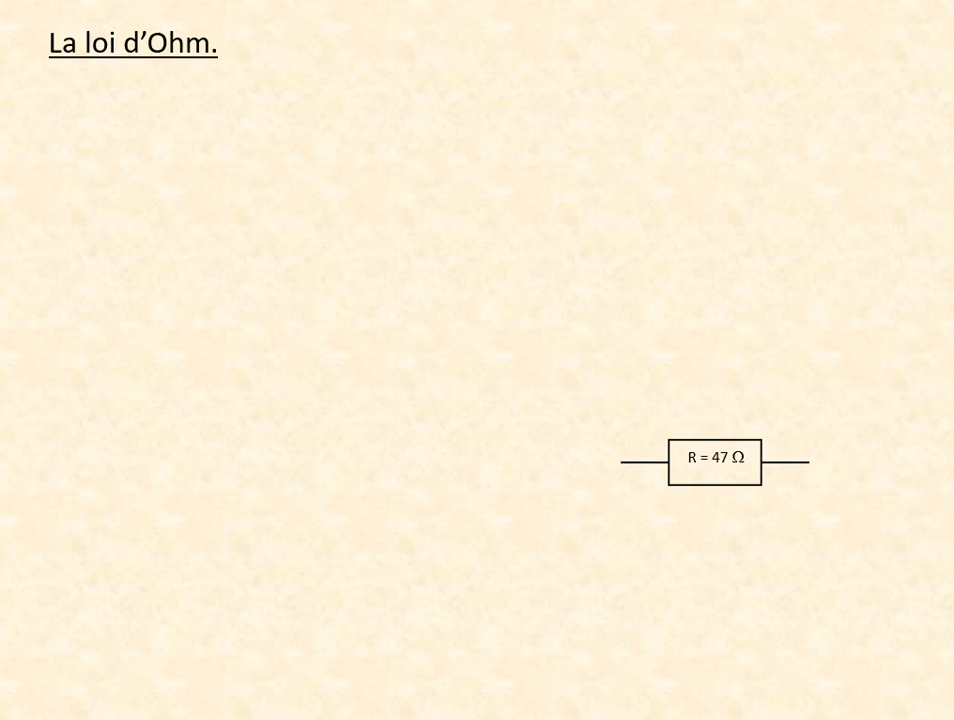 La loi d’Ohm.
R = 47 Ω